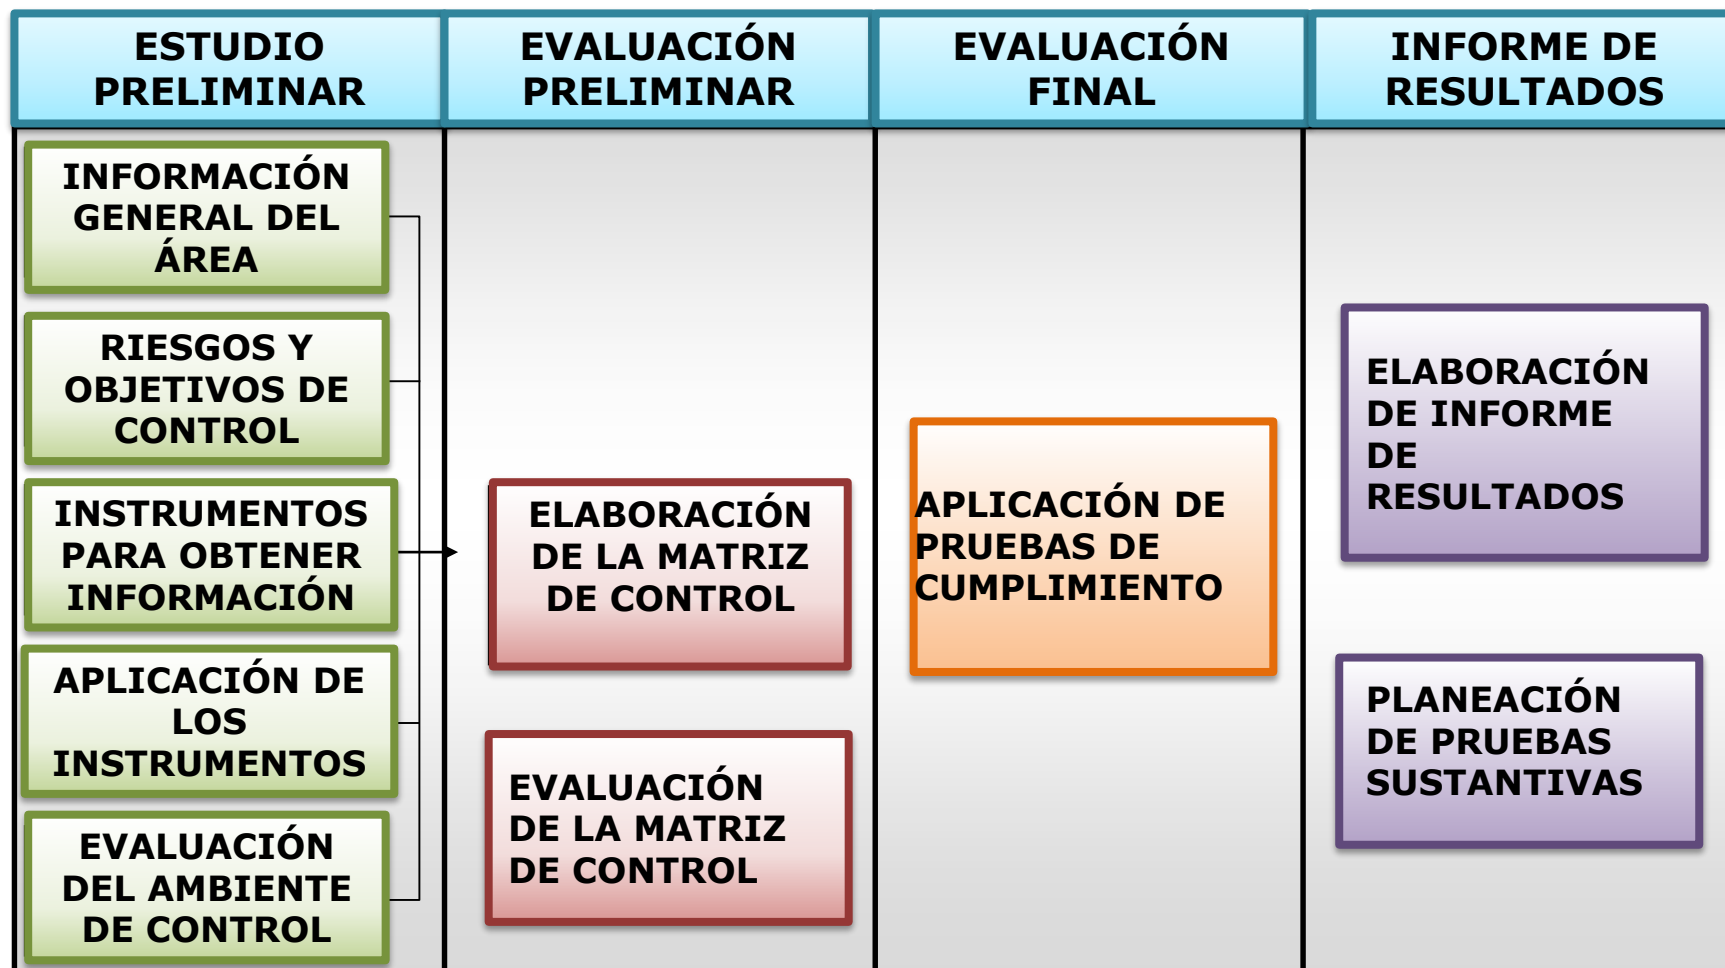 ESTUDIO
PRELIMINAR
EVALUACIÓN
PRELIMINAR
EVALUACIÓN
FINAL
INFORME DE
RESULTADOS
INFORMACIÓN
GENERAL DEL
ÁREA
RIESGOS Y
OBJETIVOS DE
CONTROL
INSTRUMENTOS
PARA OBTENER
INFORMACIÓN
APLICACIÓN DE
LOS
INSTRUMENTOS
EVALUACIÓN
DEL AMBIENTE
DE CONTROL
ELABORACIÓN
DE LA MATRIZ
DE CONTROL
EVALUACIÓN
DE LA MATRIZ
DE CONTROL
APLICACIÓN DE
PRUEBAS DE
CUMPLIMIENTO
ELABORACIÓN
DE INFORME
DE
RESULTADOS
PLANEACIÓN
DE PRUEBAS
SUSTANTIVAS